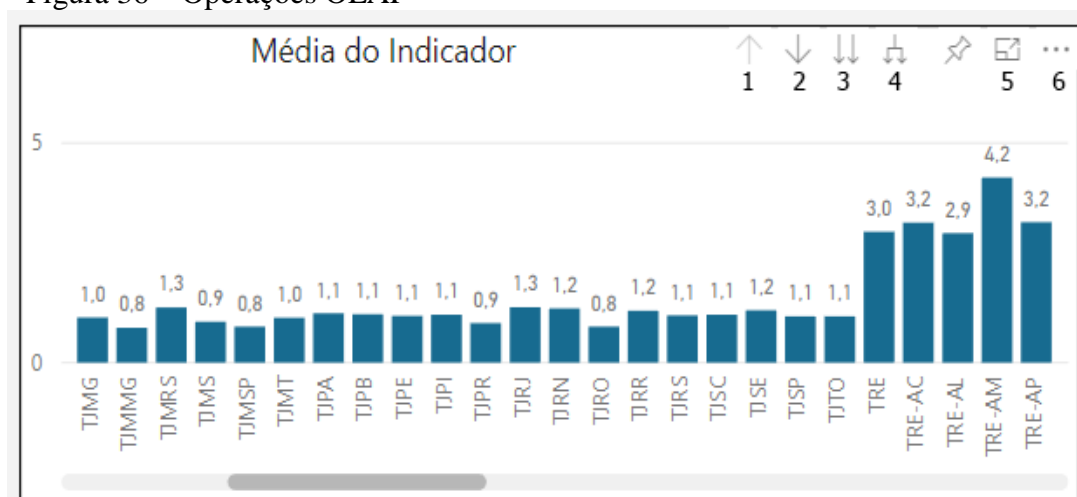 Figura 36 – Operações OLAP
Média do Indicador
1 2 3 4 5 6
5
4,2
3,0 3,2 2,9 3,2
1,0 0,8 1,3 0,9 0,8 1,0 1,1 1,1 1,1 1,1 0,9 1,3 1,2 0,8 1,2 1,1 1,1 1,2 1,1 1,1
0
TJMG TJMMG TJMRS TJMS TJMSP TJMT TJPA TJPB TJPE TJPI TJPR TJRJ TJRN TJRO TJRR TJRS TJSC TJSE TJSP TJTO TRE TRE-AC TRE-AL TRE-AM TRE-AP